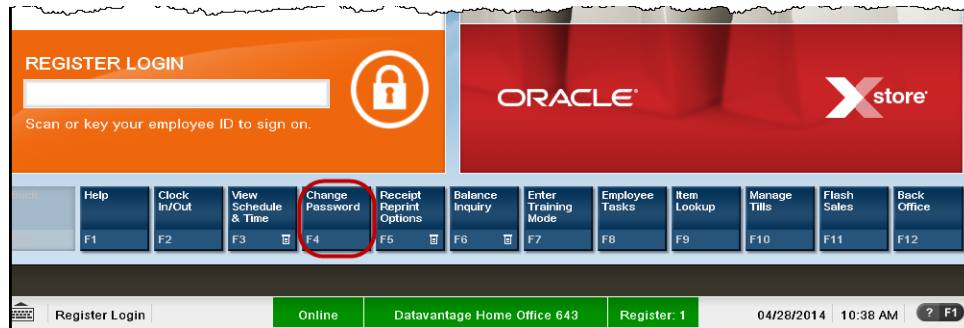 REGISTER LOGIN
Scan or key your employee ID to sign on.
ORACLE®
Xstore®
Back
Help
F1
Clock
In/Out
F2
View
Schedule
& Time
F3
Change
Password
F4
Receipt
Reprint
Options
F5
Balance
Inquiry
F6
Enter
Training
Mode
F7
Employee
Tasks
F8
Item
Lookup
F9
Manage
Tills
F10
Flash
Sales
F11
Back
Office
F12
Register Login
Online
Datavantage Home Office 643
Register: 1
04/28/2014
10:38 AM
? F1